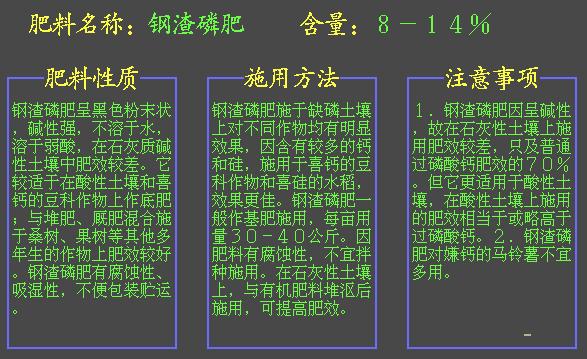 肥料名称：钢渣磷肥 含量：８－１４％
肥料性质
钢渣磷肥呈黑色粉末状
，碱性强，不溶于水，
溶于弱酸，在石灰质碱
性土壤中肥效较差。它
较适于在酸性土壤和喜
钙的豆科作物上作底肥
；与堆肥、厩肥混合施
于桑树、果树等其他多
年生的作物上肥效较好
。钢渣磷肥有腐蚀性、
吸湿性，不便包装贮运
。
施用方法
钢渣磷肥施于缺磷土壤
上对不同作物均有明显
效果，因含有较多的钙
和硅，施用于喜钙的豆
科作物和喜硅的水稻，
效果更佳。钢渣磷肥一
般作基肥施用，每亩用
量３０－４０公斤。因
肥料有腐蚀性，不宜拌
种施用。在石灰性土壤
上，与有机肥料堆沤后
施用，可提高肥效。
注意事项
１．钢渣磷肥因呈碱性
，故在石灰性土壤上施
用肥效较差，只及普通
过磷酸钙肥效的７０％
。但它更适用于酸性土
壤，在酸性土壤上施用
的肥效相当于或略高于
过磷酸钙。２．钢渣磷
肥对嫌钙的马铃薯不宜
多用。